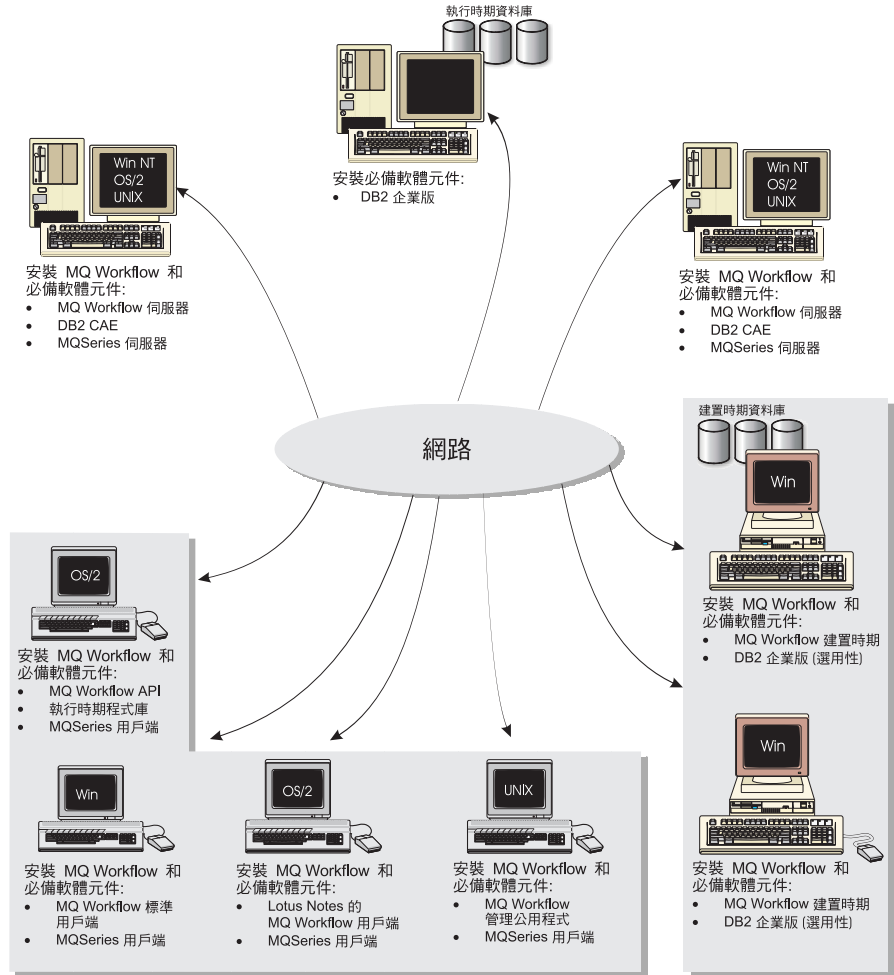 執行時期資料庫
安裝必備軟體元件:
• DB2 企業版
Win NT
OS/2
UNIX
安裝 MQ Workflow 和
必備軟體元件:
• MQ Workflow 伺服器
• DB2 CAE
• MQSeries 伺服器
Win NT
OS/2
UNIX
安裝 MQ Workflow 和
必備軟體元件:
• MQ Workflow 伺服器
• DB2 CAE
• MQSeries 伺服器
網路
建置時期資料庫
Win
安裝 MQ Workflow 和
必備軟體元件:
• MQ Workflow 建置時期
• DB2 企業版 (選用性)
OS/2
安裝 MQ Workflow 和
必備軟體元件:
• MQ Workflow API
• 執行時期程式庫
• MQSeries 用戶端
Win
安裝 MQ Workflow 和
必備軟體元件:
• MQ Workflow 標準
用戶端
• MQSeries 用戶端
OS/2
安裝 MQ Workflow 和
必備軟體元件:
• Lotus Notes 的
MQ Workflow 用戶端
• MQSeries 用戶端
UNIX
安裝 MQ Workflow 和
必備軟體元件:
• MQ Workflow
管理公用程式
• MQSeries 用戶端
Win
安裝 MQ Workflow 和
必備軟體元件:
• MQ Workflow 建置時期
• DB2 企業版 (選用性)